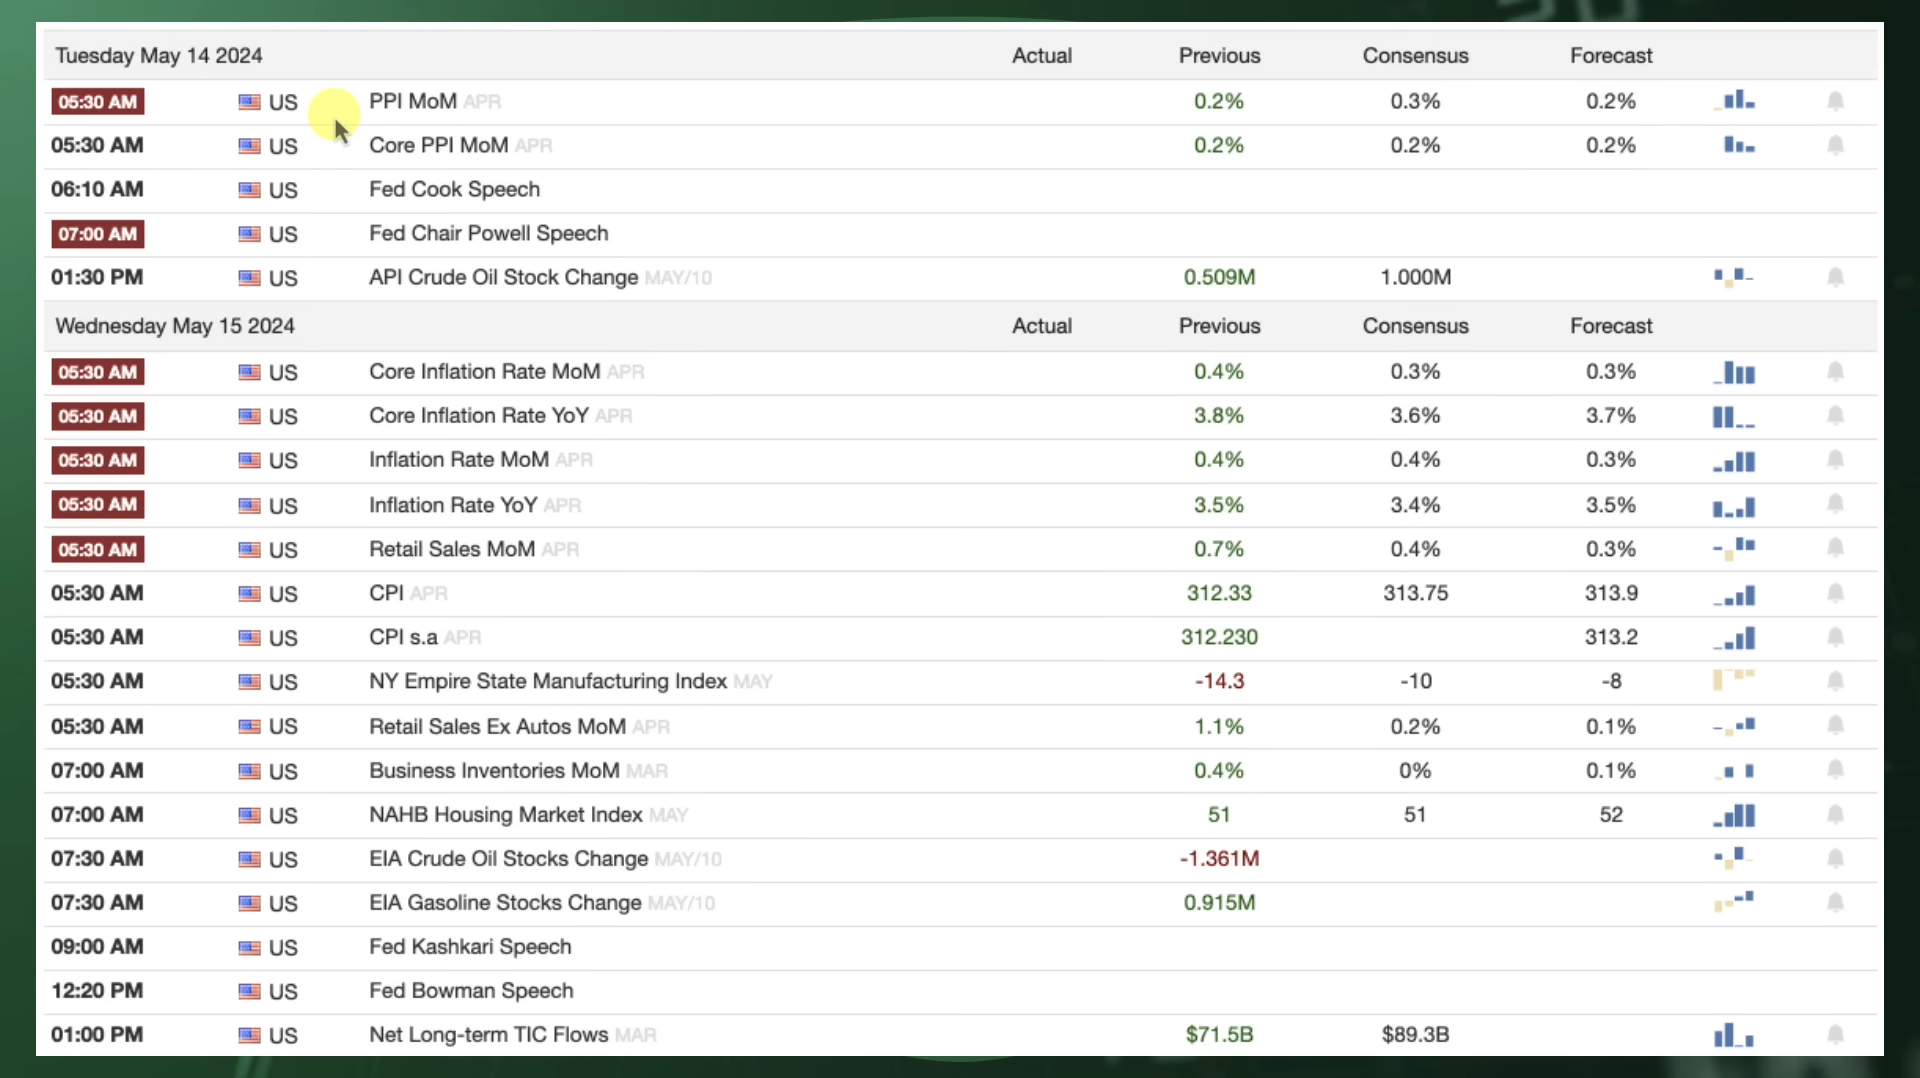 Tuesday May 14 2024 Actual Previous Consensus Forecast
05:30 AM US PPI MoM APR 0.2% 0.3% 0.2%
05:30 AM US Core PPI MoM APR 0.2% 0.2% 0.2%
06:10 AM US Fed Cook Speech
07:00 AM US Fed Chair Powell Speech
01:30 PM US API Crude Oil Stock Change MAY/10 0.509M 1.000M
Wednesday May 15 2024 Actual Previous Consensus Forecast
05:30 AM US Core Inflation Rate MoM APR 0.4% 0.3% 0.3%
05:30 AM US Core Inflation Rate YoY APR 3.8% 3.6% 3.7%
05:30 AM US Inflation Rate MoM APR 0.4% 0.4% 0.3%
05:30 AM US Inflation Rate YoY APR 3.5% 3.4% 3.5%
05:30 AM US Retail Sales MoM APR 0.7% 0.4% 0.3%
05:30 AM US CPI APR 312.33 313.75 313.9
05:30 AM US CPI s.a APR 312.230 313.2
05:30 AM US NY Empire State Manufacturing Index MAY -14.3 -10 -8
05:30 AM US Retail Sales Ex Autos MoM APR 1.1% 0.2% 0.1%
07:00 AM US Business Inventories MoM MAR 0.4% 0% 0.1%
07:00 AM US NAHB Housing Market Index MAY 51 51 52
07:30 AM US EIA Crude Oil Stocks Change MAY/10 -1.361M
07:30 AM US EIA Gasoline Stocks Change MAY/10 0.915M
09:00 AM US Fed Kashkari Speech
12:20 PM US Fed Bowman Speech
01:00 PM US Net Long-term TIC Flows MAR $71.5B $89.3B